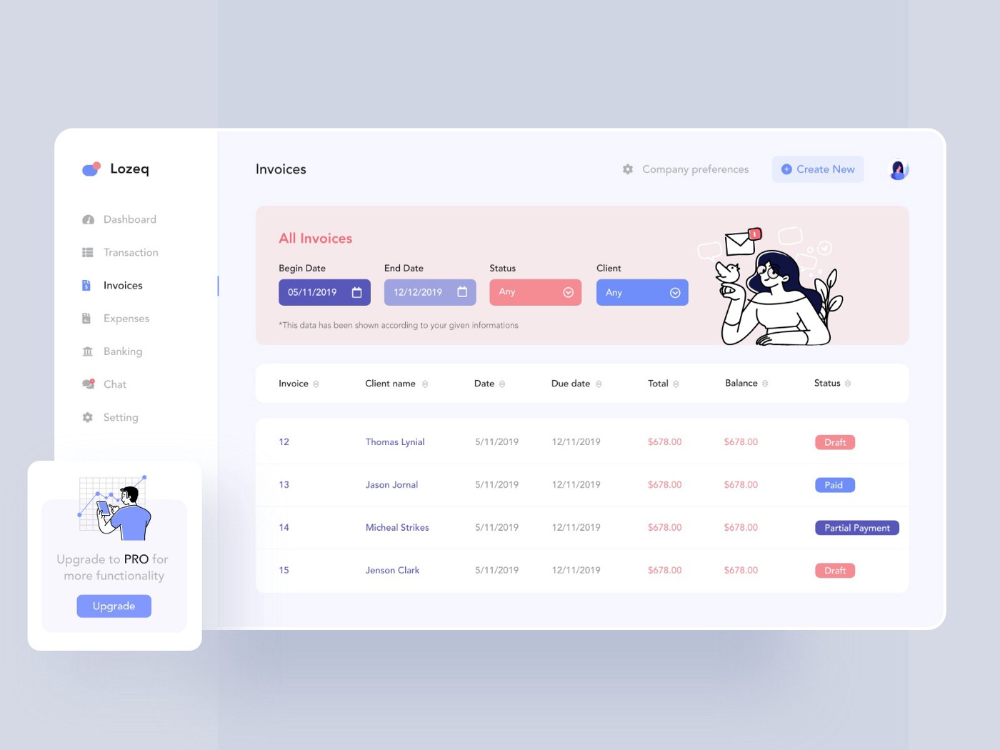 Lozeq
Dashboard
Transaction
Invoices
Expenses
Banking
Chat
Setting
Upgrade to PRO for
more functionality
Upgrade
Invoices
Company preferences
Create New
All Invoices
Begin Date End Date Status Client
05/11/2019 12/12/2019 Any Any
*This data has been shown according to your given informations
1
Invoice Client name Date Due date Total Balance Status
12 Thomas Lynial 5/11/2019 12/11/2019 $678.00 $678.00 Draft
13 Jason Jornal 5/11/2019 12/11/2019 $678.00 $678.00 Paid
14 Micheal Strikes 5/11/2019 12/11/2019 $678.00 $678.00 Partial Payment
15 Jenson Clark 5/11/2019 12/11/2019 $678.00 $678.00 Draft